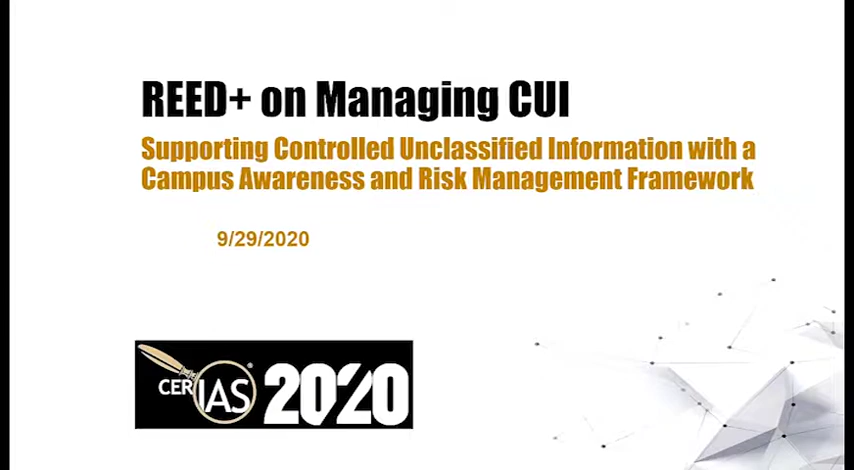 REED+ on Managing CUI
Supporting Controlled Unclassified Information with a
Campus Awareness and Risk Management Framework
9/29/2020
CERIAS® 2020